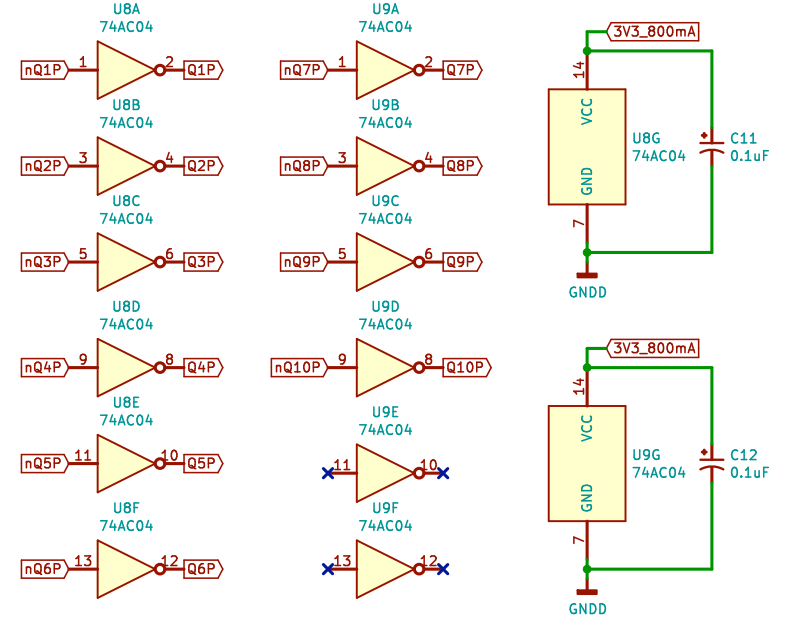 U8A
74AC04
nQ1P 1 2 Q1P
U8B
74AC04
nQ2P 3 4 Q2P
U8C
74AC04
nQ3P 5 6 Q3P
U8D
74AC04
nQ4P 9 8 Q4P
U8E
74AC04
nQ5P 11 10 Q5P
U8F
74AC04
nQ6P 13 12 Q6P
U9A
74AC04
nQ7P 1 2 Q7P
U9B
74AC04
nQ8P 3 4 Q8P
U9C
74AC04
nQ9P 5 6 Q9P
U9D
74AC04
nQ10P 9 8 Q10P
U9E
74AC04
11 10
U9F
74AC04
13 12
3V3_800mA
14
VCC
U8G
74AC04
GND
7
GNDD
C11
0.1uF
3V3_800mA
14
VCC
U9G
74AC04
GND
7
GNDD
C12
0.1uF